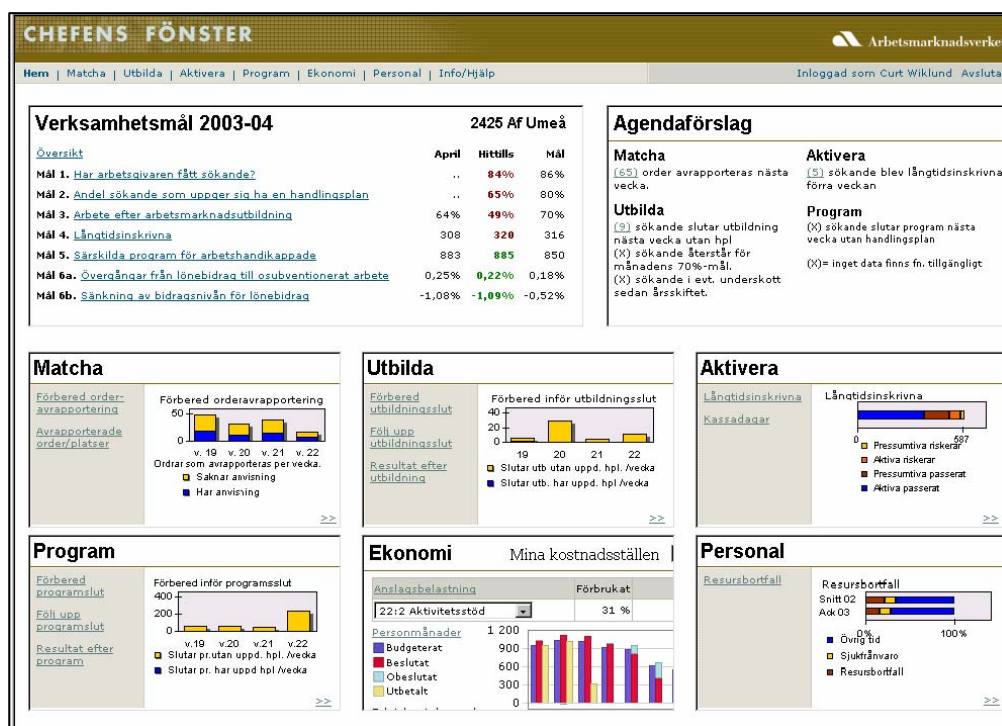 CHEFENS FÖNSTER
Arbetsmarknadsverke
Hem | Matcha | Utbilda | Aktivera | Program | Ekonomi | Personal | Info/Hjälp
Inloggad som Curt Wiklund Avsluta
Verksamhetsmål 2003-04 2425 Af Umeå
Översikt April Hittills Mål
Mål 1. Har arbetsgivaren fått sökande? .. 84% 86%
Mål 2. Andel sökande som uppger sig ha en handlingsplan .. 65% 80%
Mål 3. Arbete efter arbetsmarknadsutbildning 64% 49% 70%
Mål 4. Långtidsinskrivna 308 320 316
Mål 5. Särskilda program för arbetshandikappade 883 885 850
Mål 6a. Övergångar från lönebidrag till osubventionerat arbete 0,25% 0,22% 0,18%
Mål 6b. Sänkning av bidragsnivån för lönebidrag -1,08% -1,09% -0,52%
Agendaförslag
Matcha
(65) order avrapporteras nästa
vecka.
Utbilda
(9) sökande slutar utbildning
nästa vecka utan hpl
(X) sökande återstår för
månadens 70%-mål.
(X) sökande i evt. underskott
sedan årsskiftet.
Aktivera
(5) sökande blev långtidsinskrivna
förra veckan
Program
(X) sökande slutar program nästa
vecka utan handlingsplan
(X)= inget data finns fn. tillgängligt
Matcha
Förbered order-
avrapportering
Avrapporterade
order/platser
Förbered orderavrapportering
50
0
v. 19 v. 20 v. 21 v. 22
Ordrar som avrapporteras per vecka.
Saknar anvisning
Har anvisning
>>
Utbilda
Förbered
utbildningsslut
Följ upp
utbildningsslut
Resultat efter
utbildning
Förbered inför utbildningsslut
40
20
0
19 20 21 22
Slutar utb utan uppd. hpl. /vecka
Slutar utb. har uppd. hpl /vecka
>>
Aktivera
Långtidsinskrivna
Kassadagar
Långtidsinskrivna
0 587
Pressumtiva riskerar
Aktiva riskerar
Pressumtiva passerat
Aktiva passerat
>>
Program
Förbered
programslut
Följ upp
programslut
Resultat efter
program
Förbered inför programsslut
400
200
0
v.19 v.20 v.21 v.22
Slutar pr.utan uppd. hpl /vecka
Slutar pr. har uppd hpl /vecka
>>
Ekonomi Mina kostnadsställen
Anslagsbelastning Förbrukat
22:2 Aktivitetsstöd 31 %
Personmånader
Budgeterat
Beslutat
Obeslutat
Utbetalt
1 200
900
600
300
0
Personal
Resursbortfall
Resursbortfall
Snitt 02
Ack 03
0% 100%
Övrig tid
Sjukfrånvaro
Resursbortfall
>>